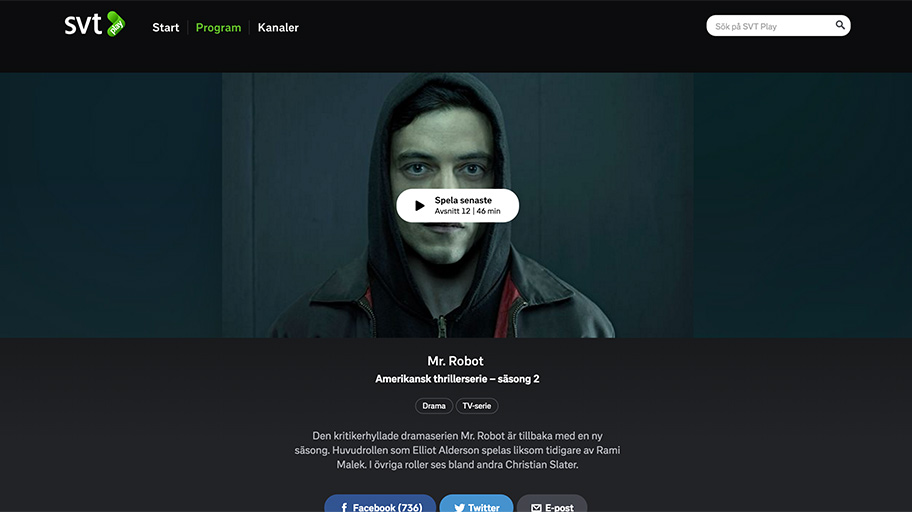 svt play
Start
Program
Kanaler
Sök på SVT Play
Spela senaste
Avsnitt 12 | 46 min
Mr. Robot
Amerikansk thrillerserie – säsong 2
Drama
TV-serie
Den kritikerhyllade dramaserien Mr. Robot är tillbaka med en ny
säsong. Huvudrollen som Elliot Alderson spelas liksom tidigare av Rami
Malek. I övriga roller ses bland andra Christian Slater.
Facebook (736)
Twitter
E-post